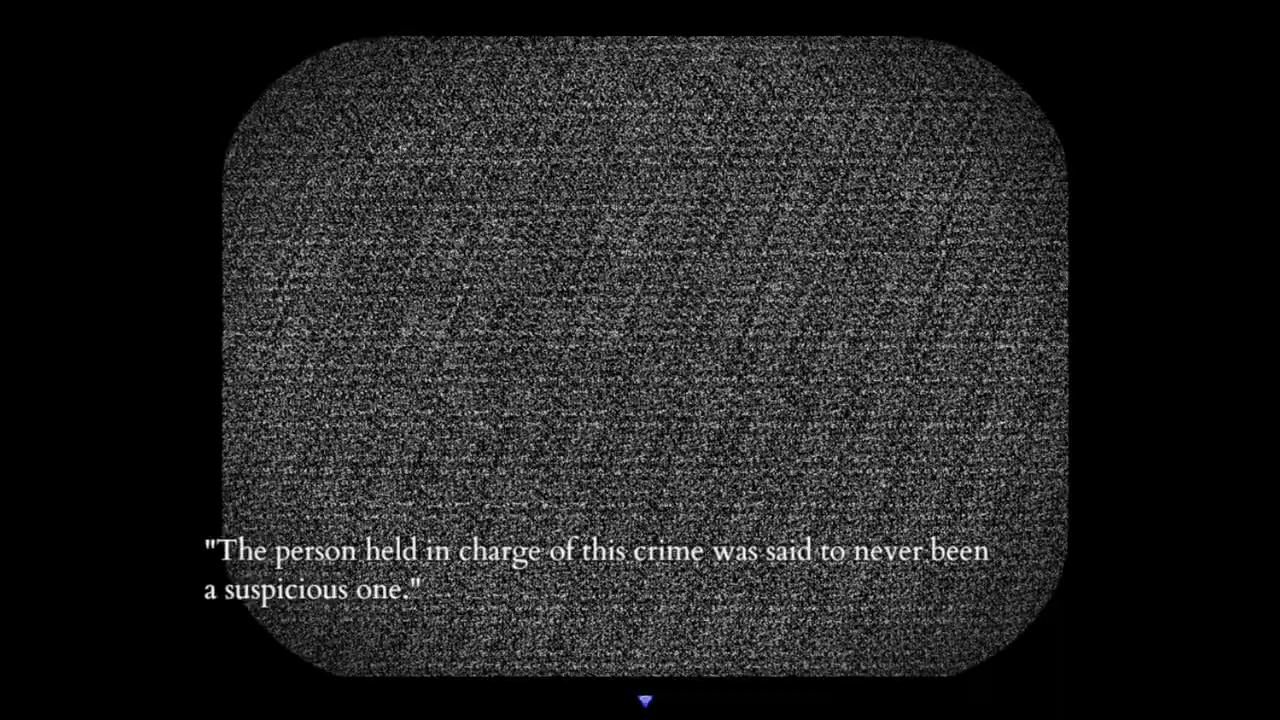 "The person held in charge of this crime was said to never been
a suspicious one."